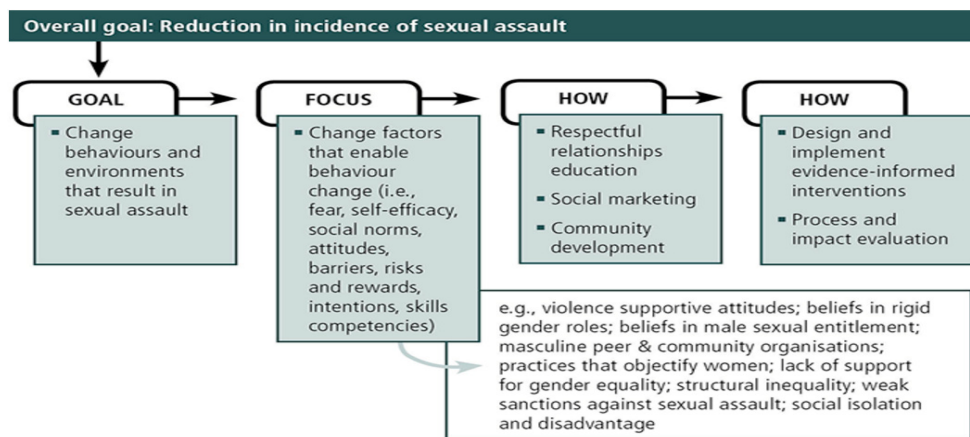 Overall goal: Reduction in incidence of sexual assault
GOAL
▪ Change
behaviours and
environments
that result in
sexual assault
FOCUS
▪ Change factors
that enable
behaviour
change (i.e.,
fear, self-efficacy,
social norms,
attitudes,
barriers, risks
and rewards,
intentions, skills
competencies)
HOW
▪ Respectful
relationships
education
▪ Social marketing
▪ Community
development
HOW
▪ Design and
implement
evidence-informed
interventions
▪ Process and
impact evaluation
e.g., violence supportive attitudes; beliefs in rigid
gender roles; beliefs in male sexual entitlement;
masculine peer & community organisations;
practices that objectify women; lack of support
for gender equality; structural inequality; weak
sanctions against sexual assault; social isolation
and disadvantage